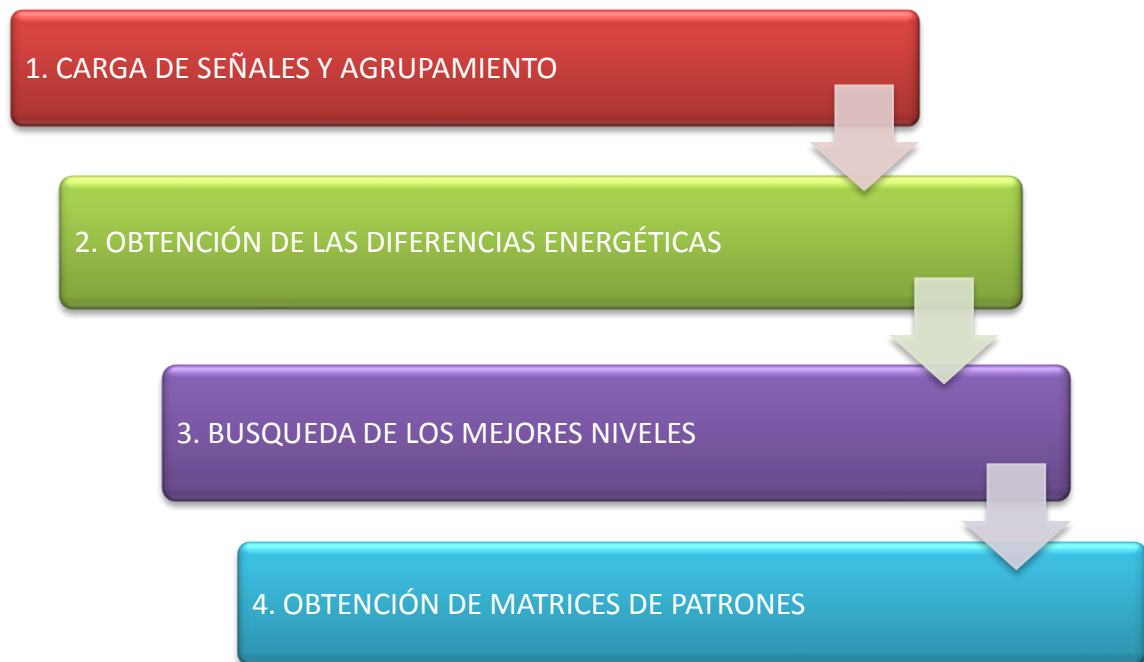 1. CARGA DE SEÑALES Y AGRUPAMIENTO
2. OBTENCIÓN DE LAS DIFERENCIAS ENERGÉTICAS
3. BUSQUEDA DE LOS MEJORES NIVELES
4. OBTENCIÓN DE MATRICES DE PATRONES